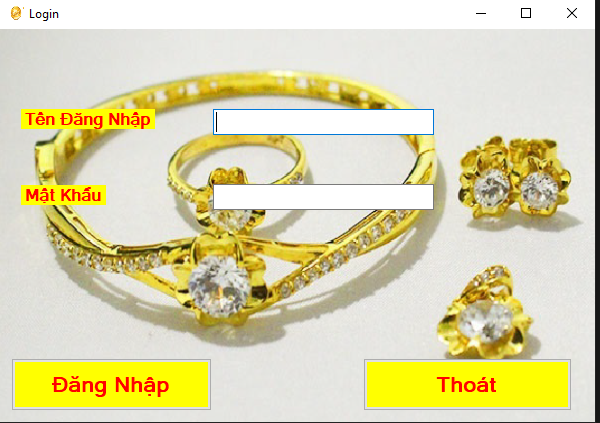 Login
Tên Đăng Nhập
Mật Khẩu
Đăng Nhập
Thoát